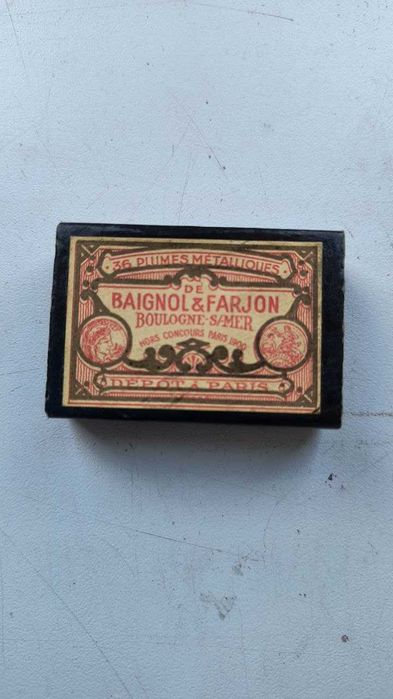 36 PLUMES MÉTALLIQUES
DE
BAIGNOL & FARJON
BOULOGNE-S/MER
HORS CONCOURS PARIS 1900
DÉPÔT À PARIS